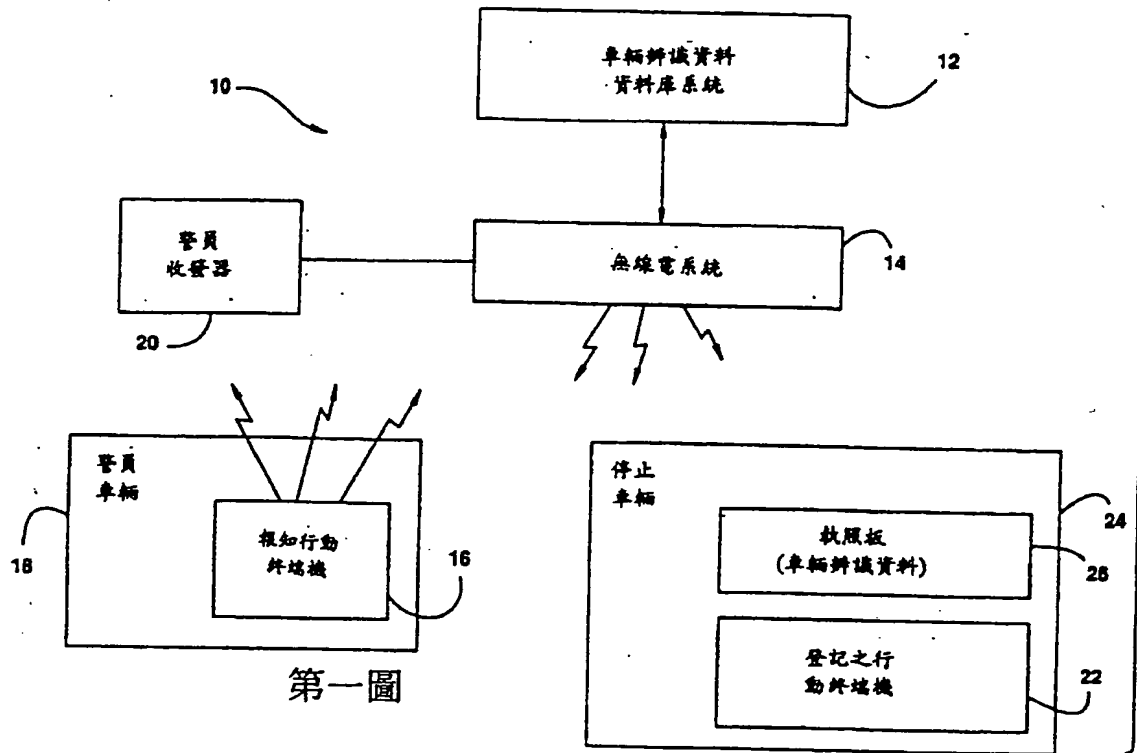 車輛辨識資料
資料庫系統
12
10
警員
收發器
無線電系統
14
20
警員
車輛
報知行動
終端機
16
18
停止
車輛
執照板
(車輛辨識資料)
24
26
登記之行
動終端機
22
第一圖